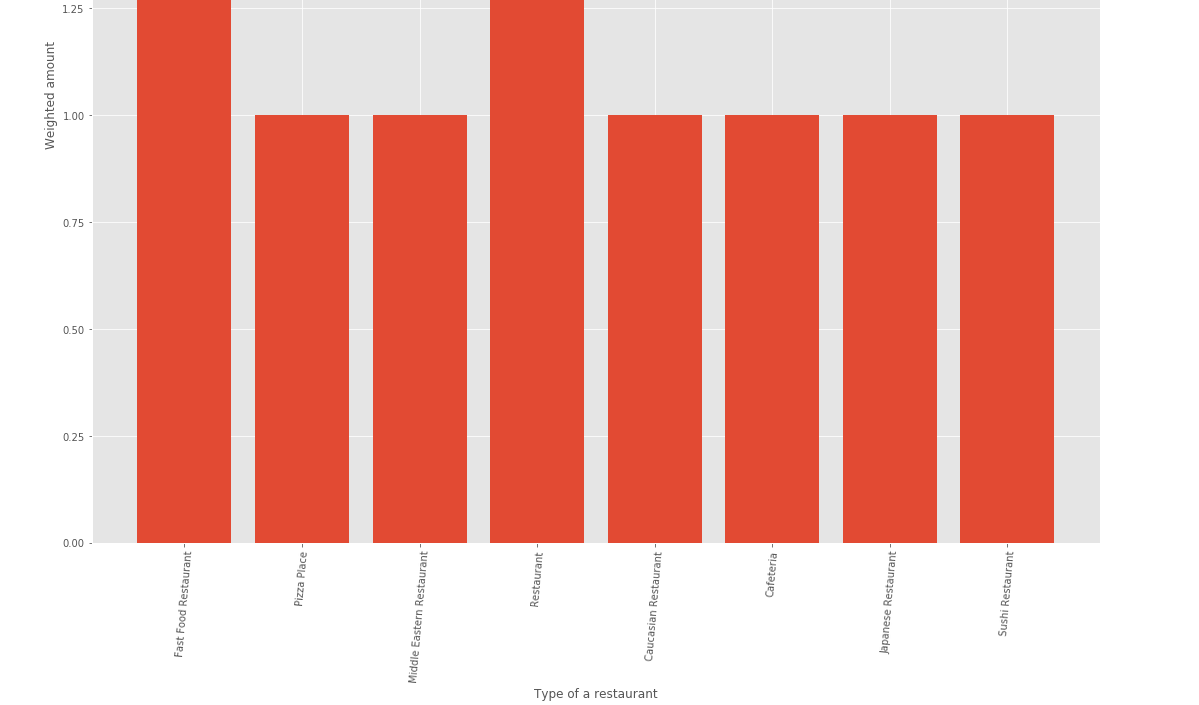 1.25
1.00
0.75
0.50
0.25
0.00
Weighted amount
Fast Food Restaurant
Pizza Place
Middle Eastern Restaurant
Restaurant
Caucasian Restaurant
Cafeteria
Japanese Restaurant
Sushi Restaurant
Type of a restaurant